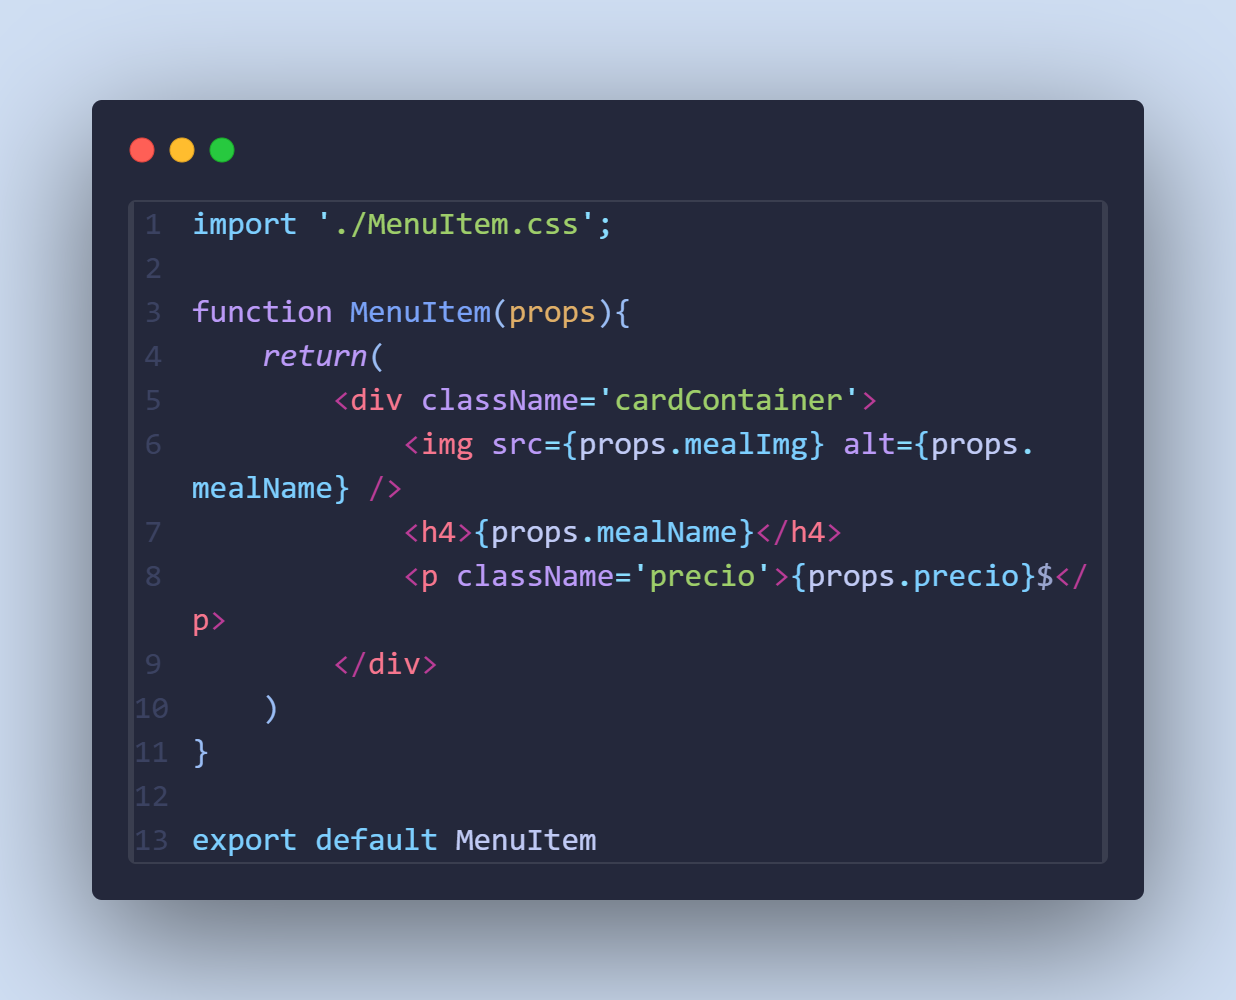 1 import './MenuItem.css';
2
3 function MenuItem(props){
4     return(
5         <div className='cardContainer'>
6             <img src={props.mealImg} alt={props.
mealName} />
7             <h4>{props.mealName}</h4>
8             <p className='precio'>{props.precio}$</
p>
9         </div>
10     )
11 }
12
13 export default MenuItem